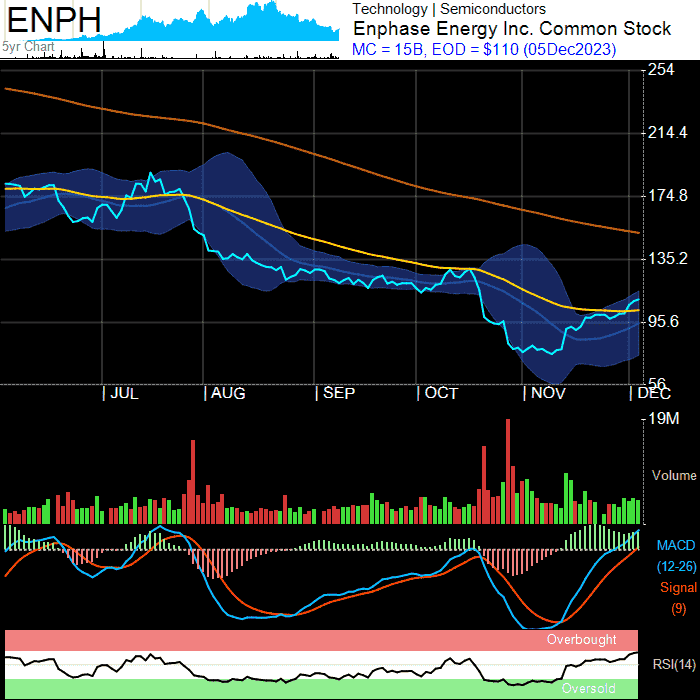 ENPH
5yr Chart
Technology | Semiconductors
Enphase Energy Inc. Common Stock
MC = 15B, EOD = $110 (05Dec2023)
254
214.4
174.8
135.2
95.6
56
| JUL | AUG | SEP | OCT | NOV | DEC
19M
Volume
MACD
(12-26)
Signal
(9)
Overbought
RSI(14)
Oversold